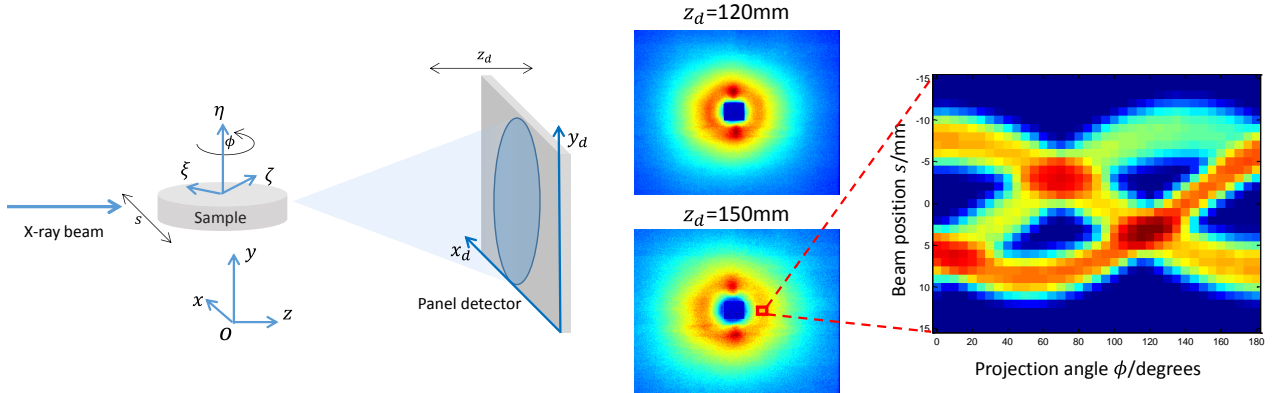 z_d
η
ϕ
ξ
ζ
Sample
s
X-ray beam
y
x
o
z
y_d
x_d
Panel detector
z_d=120mm
z_d=150mm
Beam position s/mm
-15
-10
-5
0
5
10
15
0 20 40 60 80 100 120 140 160 180
Projection angle ϕ/degrees